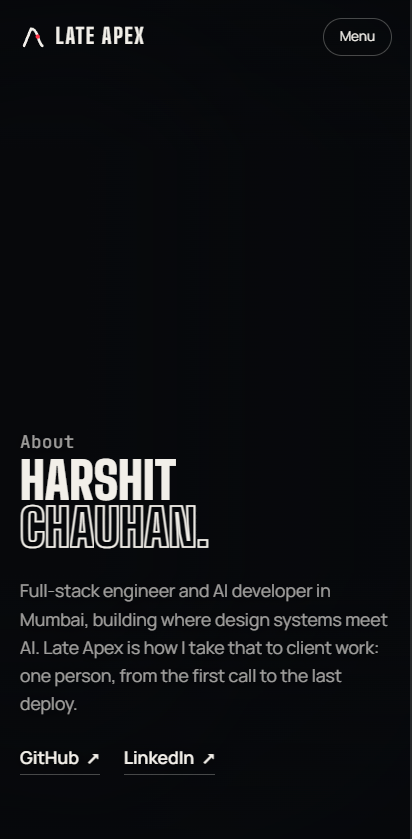 LATE APEX
Menu
About
HARSHIT
CHAUHAN.
Full-stack engineer and AI developer in
Mumbai, building where design systems meet
AI. Late Apex is how I take that to client work:
one person, from the first call to the last
deploy.
GitHub ↗ LinkedIn ↗